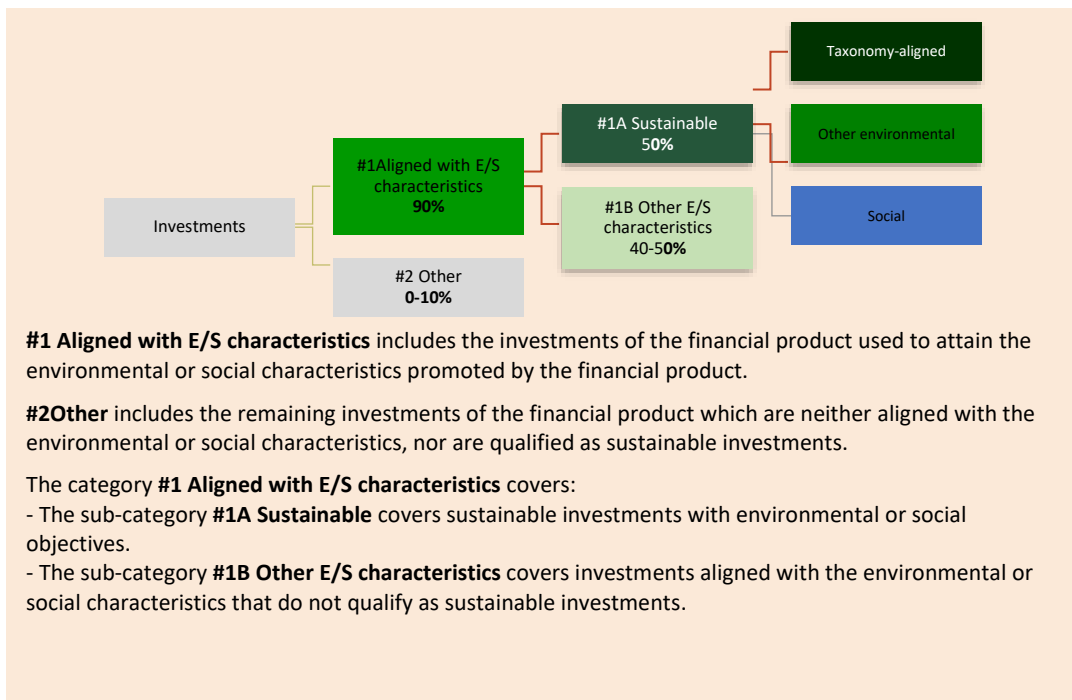 Taxonomy-aligned
#1A Sustainable
50%
Other environmental
#1Aligned with E/S
characteristics
90%
#1B Other E/S
characteristics
40-50%
Social
Investments
#2 Other
0-10%
#1 Aligned with E/S characteristics includes the investments of the financial product used to attain the
environmental or social characteristics promoted by the financial product.
#2Other includes the remaining investments of the financial product which are neither aligned with the
environmental or social characteristics, nor are qualified as sustainable investments.
The category #1 Aligned with E/S characteristics covers:
- The sub-category #1A Sustainable covers sustainable investments with environmental or social
objectives.
- The sub-category #1B Other E/S characteristics covers investments aligned with the environmental or
social characteristics that do not qualify as sustainable investments.